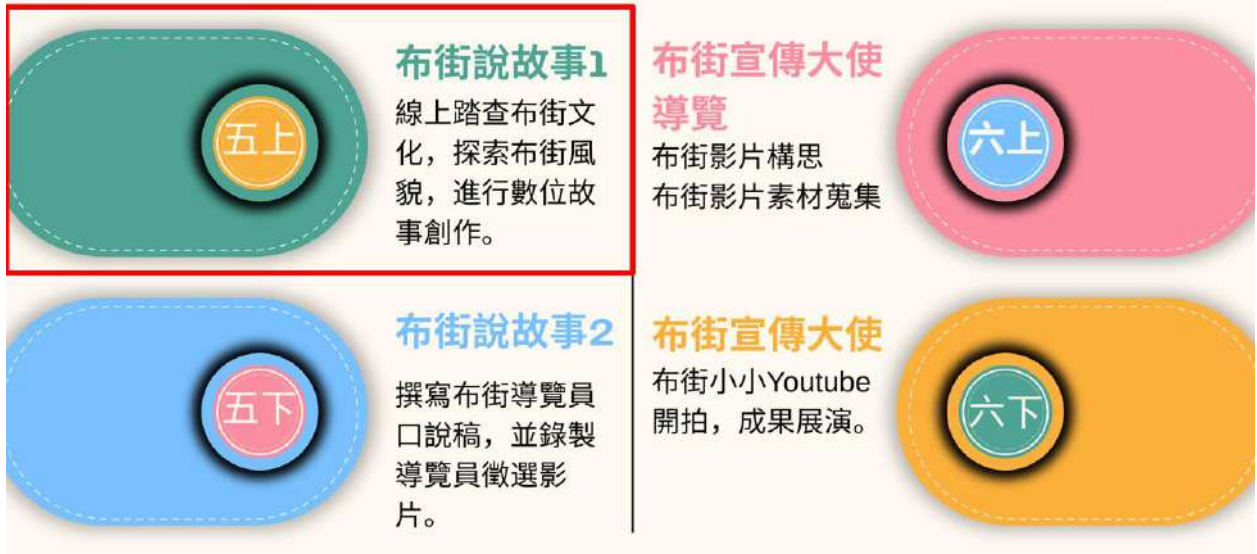 五上
布街說故事1
線上踏查布街文
化，探索布街風
貌，進行數位故
事創作。
布街宣傳大使
導覽
布街影片構思
布街影片素材蒐集
六上
五下
布街說故事2
撰寫布街導覽員
口說稿，並錄製
導覽員徵選影
片。
布街宣傳大使
布街小小Youtube
開拍，成果展演。
六下